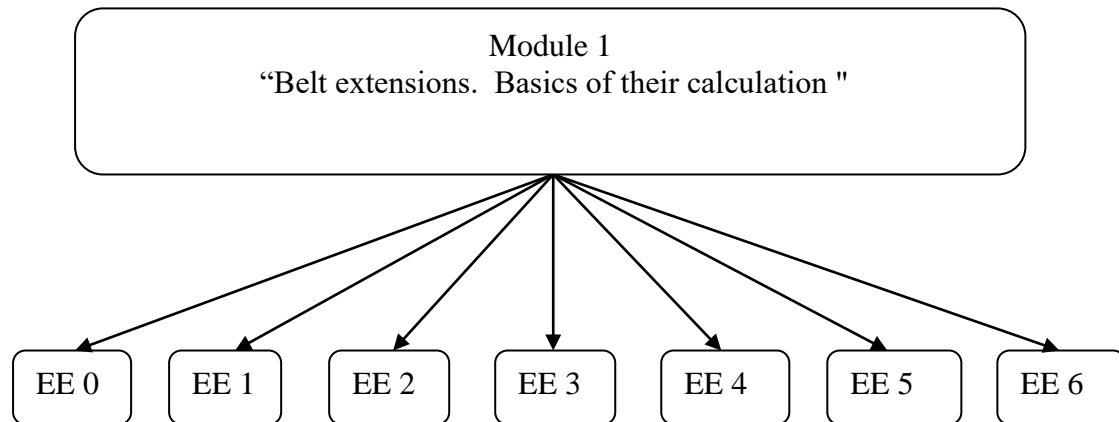 Module 1
“Belt extensions.  Basics of their calculation "
EE 0 EE 1 EE 2 EE 3 EE 4 EE 5 EE 6